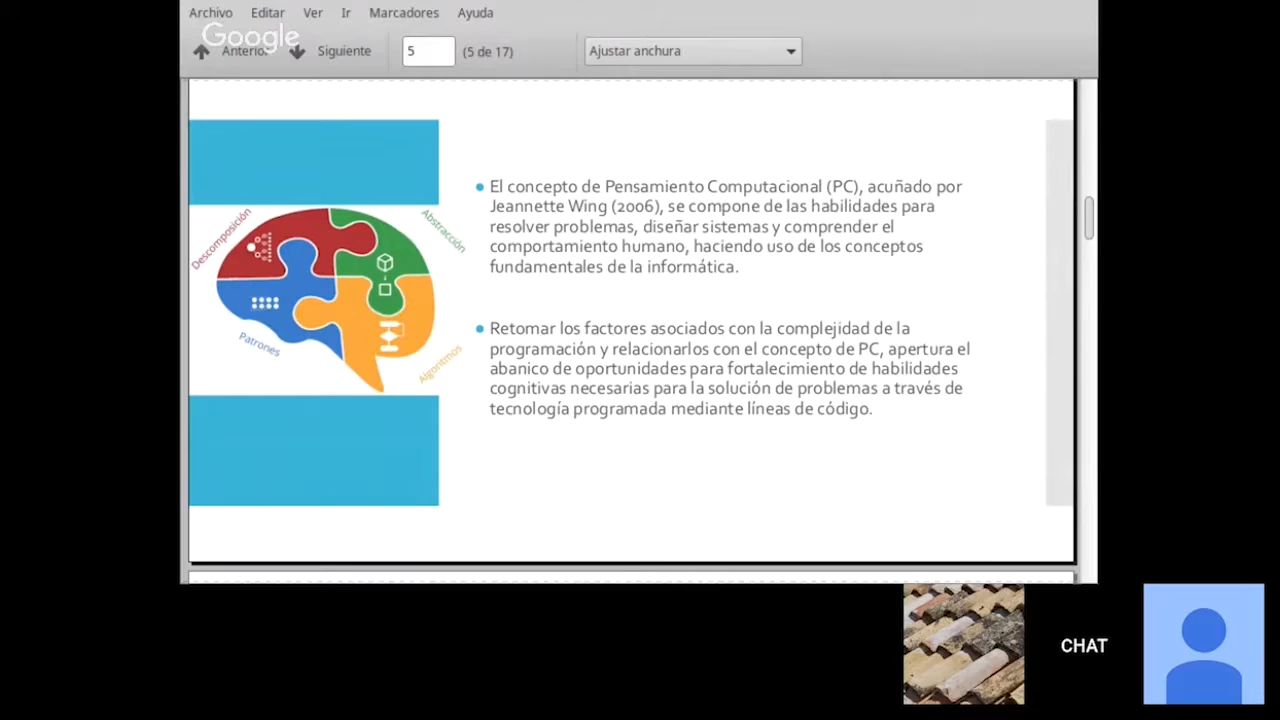 Archivo Editar Ver Ir Marcadores Ayuda
Google
Anterior Siguiente 5 (5 de 17) Ajustar anchura
Descomposición
Abstracción
Patrones
Algoritmos
El concepto de Pensamiento Computacional (PC), acuñado por
Jeannette Wing (2006), se compone de las habilidades para
resolver problemas, diseñar sistemas y comprender el
comportamiento humano, haciendo uso de los conceptos
fundamentales de la informática.
Retomar los factores asociados con la complejidad de la
programación y relacionarlos con el concepto de PC, apertura el
abanico de oportunidades para fortalecimiento de habilidades
cognitivas necesarias para la solución de problemas a través de
tecnología programada mediante líneas de código.
CHAT